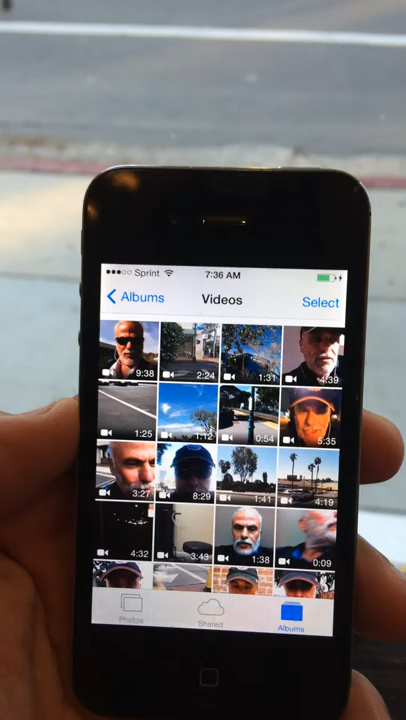 Sprint 7:36 AM
Albums Videos Select
9:38 2:24 1:31 4:39
1:25 1:12 0:54 5:35
3:27 8:29 1:41 4:19
4:32 3:43 1:38 0:09
Photos Shared Albums